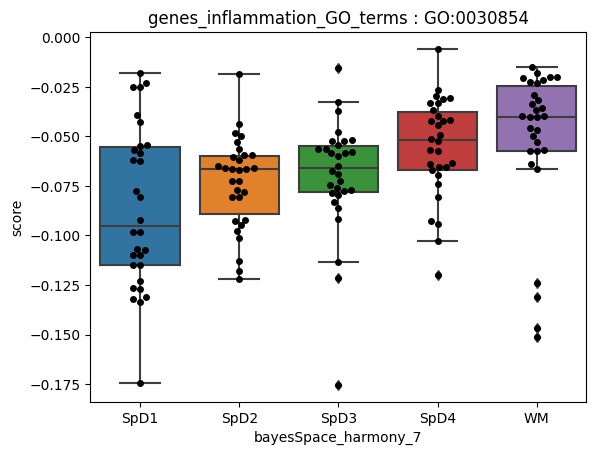 genes_inflammation_GO_terms : GO:0030854
0.000
−0.025
−0.050
−0.075
−0.100
−0.125
−0.150
−0.175
score
SpD1 SpD2 SpD3 SpD4 WM
bayesSpace_harmony_7